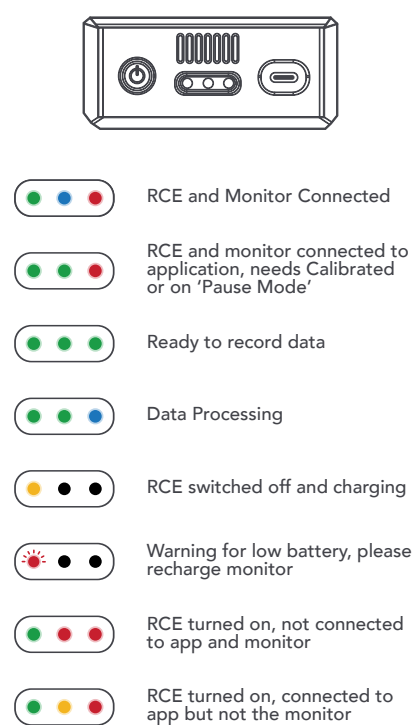 RCE and Monitor Connected
RCE and monitor connected to
application, needs Calibrated
or on ‘Pause Mode’
Ready to record data
Data Processing
RCE switched off and charging
Warning for low battery, please
recharge monitor
RCE turned on, not connected
to app and monitor
RCE turned on, connected to
app but not the monitor